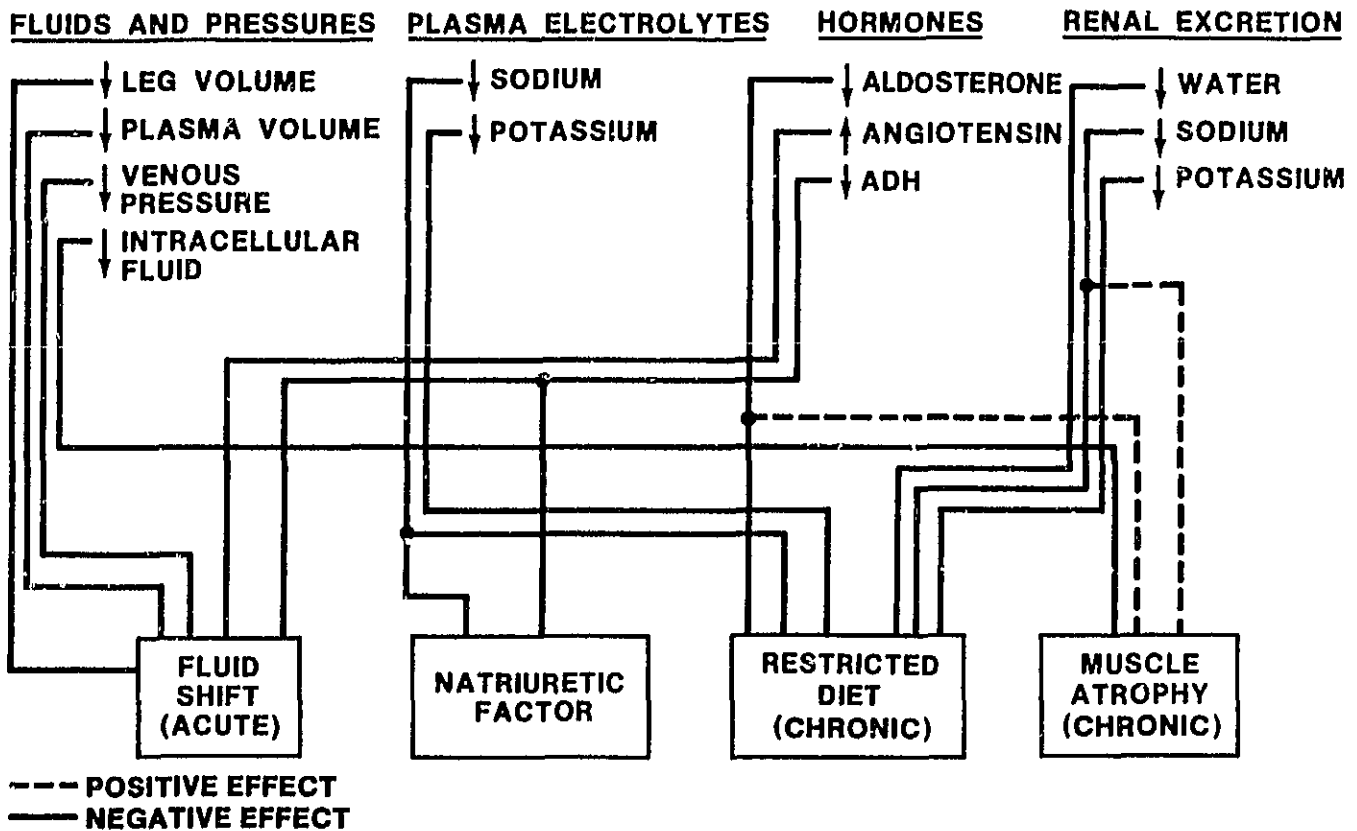 FLUIDS AND PRESSURES
LEG VOLUME
PLASMA VOLUME
VENOUS
PRESSURE
INTRACELLULAR
FLUID
PLASMA ELECTROLYTES
SODIUM
POTASSIUM
HORMONES
ALDOSTERONE
ANGIOTENSIN
ADH
RENAL EXCRETION
WATER
SODIUM
POTASSIUM
FLUID
SHIFT
(ACUTE)
NATRIURETIC
FACTOR
RESTRICTED
DIET
(CHRONIC)
MUSCLE
ATROPHY
(CHRONIC)
POSITIVE EFFECT
NEGATIVE EFFECT